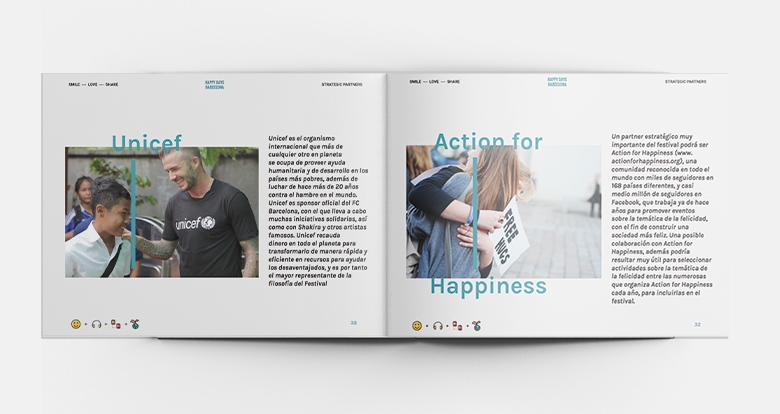 SMILE — LOVE — SHARE
HAPPY DAYS
BARCELONA
STRATEGIC PARTNERS
Unicef
unicef
Unicef es el organismo
internacional que más de
cualquier otro en planeta
se ocupa de proveer ayuda
humanitaria y de desarrollo en los
países más pobres, además de
luchar de hace más de 20 años
contra el hambre en el mundo.
Unicef es sponsor oficial del FC
Barcelona, con el que lleva a cabo
muchas iniciativas solidarias, así
como con Shakira y otros artistas
famosos. Unicef recauda
dinero en todo el planeta para
transformarlo de manera rápida y
eficiente en recursos para ayudar
los desaventajados, y es por tanto
el mayor representante de la
filosofía del Festival
+ + +
38
SMILE — LOVE — SHARE
HAPPY DAYS
BARCELONA
STRATEGIC PARTNERS
Action for
FREE
HUGS
Happiness
Un partner estratégico muy
importante del festival podrá ser
Action for Happiness (www.
actionforhappiness.org), una
comunidad reconocida en todo el
mundo con miles de seguidores en
168 países diferentes, y casi
medio millón de seguidores en
Facebook, que trabaja ya de hace
años para promover eventos
sobre la temática de la felicidad,
con el fin de construir una
sociedad más feliz. Una posible
colaboración con Action for
Happiness, además podría
resultar muy útil para seleccionar
actividades sobre la temática de
la felicidad entre las numerosas
que organiza Action for Happiness
cada año, para incluirlas en el
festival.
+ + +
32